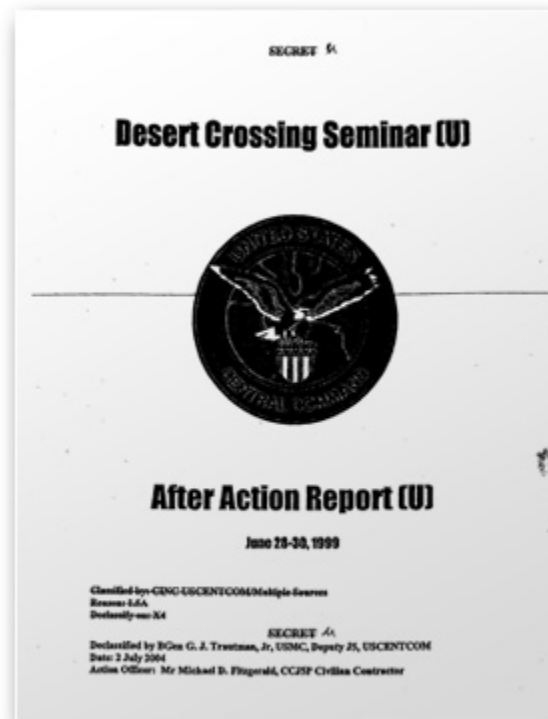 SECRET
Desert Crossing Seminar (U)
UNITED STATES
CENTRAL COMMAND
After Action Report (U)
June 28-30, 1999
Classified by: CINC USCENTCOM/Multiple Sources
Reason: 1.5A
Declassify on: X4
SECRET
Declassified by BGen G. J. Trautman, Jr, USMC, Deputy J5, USCENTCOM
Date: 2 July 2004
Action Officer: Mr Michael D. Fitzgerald, CCJ5P Civilian Contractor